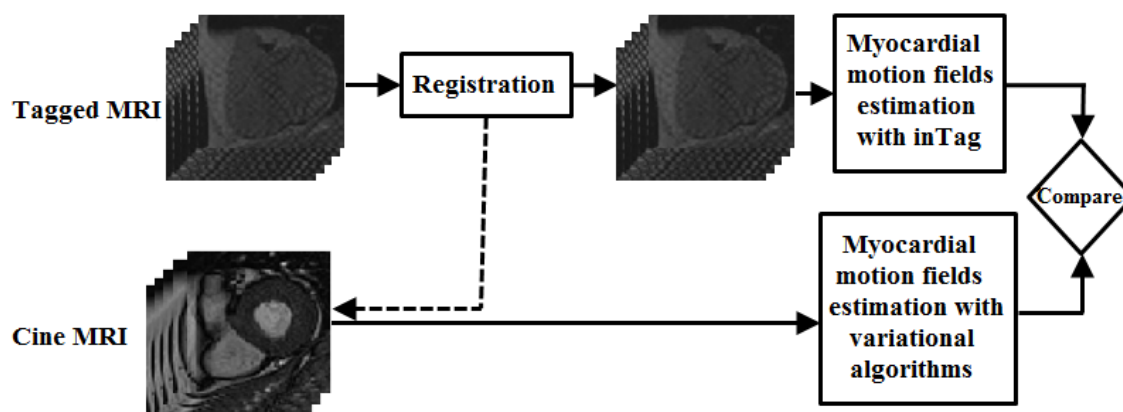 Tagged MRI
Registration
Myocardial
motion fields
estimation
with inTag
Compare
Cine MRI
Myocardial
motion fields
estimation with
variational
algorithms